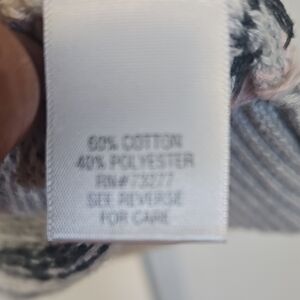 60% COTTON
40% POLYESTER
RN# 73277
SEE REVERSE
FOR CARE